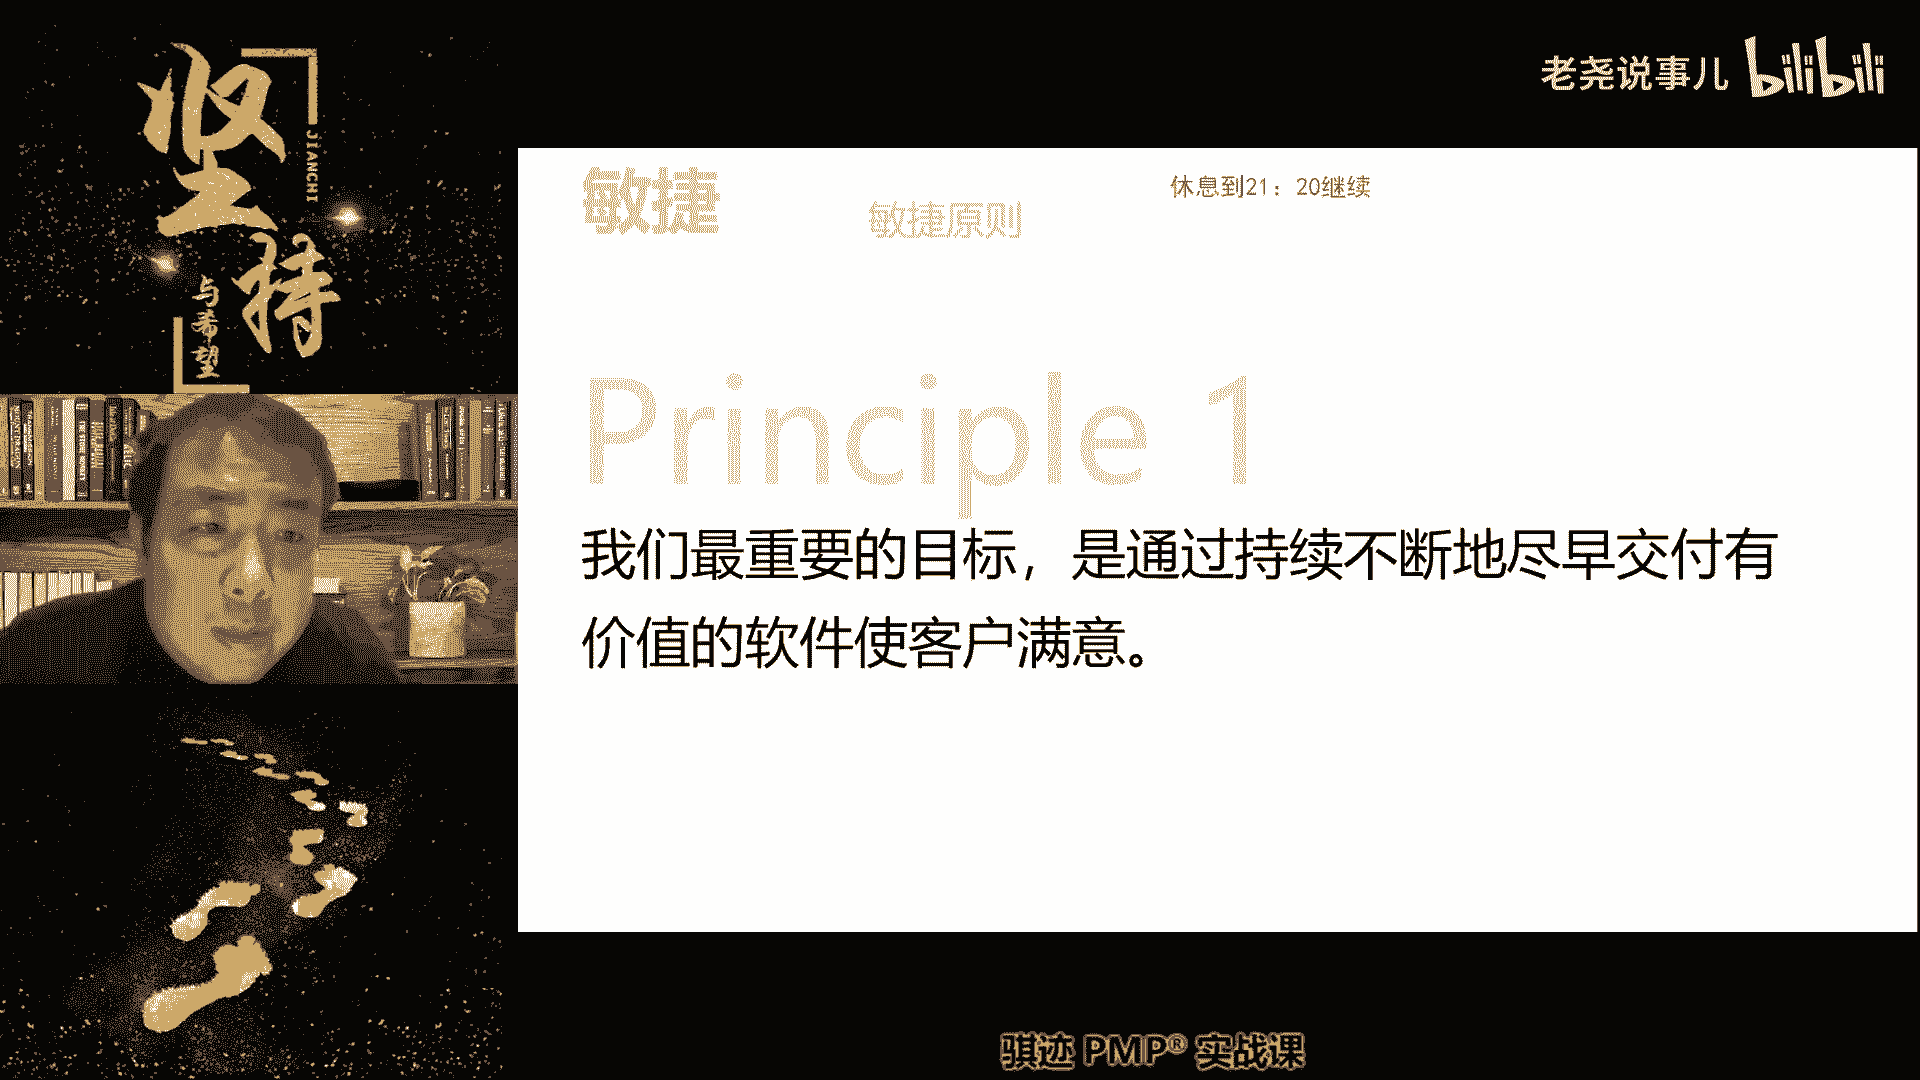 坚持
JIANCHI
与希望
老尧说事儿 bilibili
敏捷
敏捷原则
休息到21：20继续
Principle 1
我们最重要的目标，是通过持续不断地尽早交付有
价值的软件使客户满意。
骐迹 PMP® 实战课